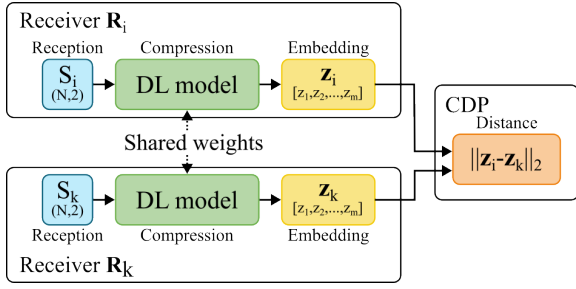 Receiver R_i
Reception Compression Embedding
S_i
(N,2)
DL model
z_i
[z_1,z_2,...,z_m]
Shared weights
S_k
(N,2)
DL model
z_k
[z_1,z_2,...,z_m]
Reception Compression Embedding
Receiver R_k
CDP
Distance
||z_i-z_k||_2